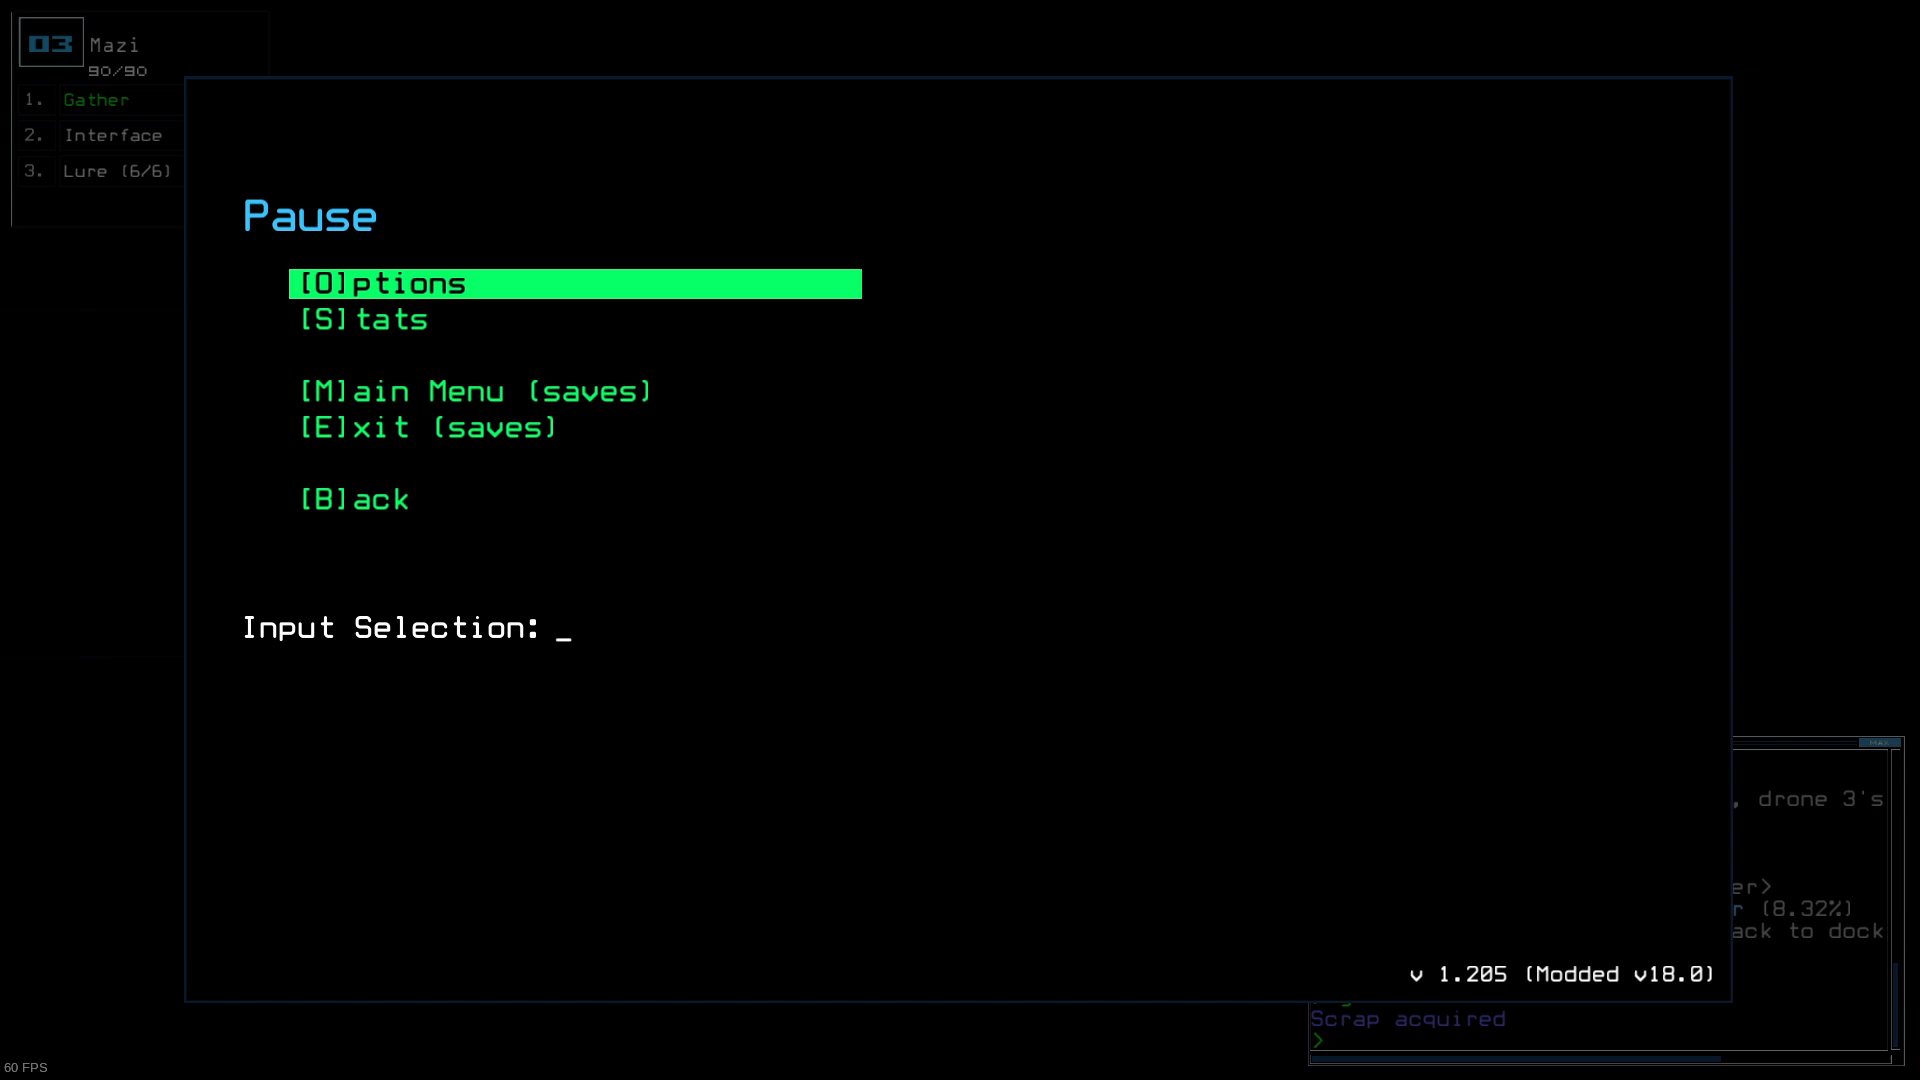 03 Mazi
90/90
1. Gather
2. Interface
3. Lure (6/6)
Pause
[O]ptions
[S]tats
[M]ain Menu (saves)
[E]xit (saves)
[B]ack
Input Selection: _
MAX
, drone 3's
er>
r (8.32%)
ack to dock
v 1.205 (Modded v18.0)
Scrap acquired
>
60 FPS